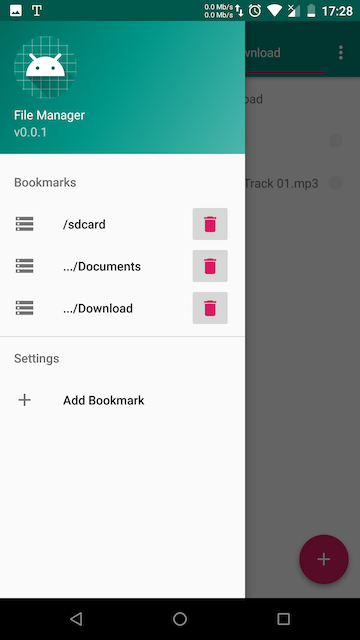 0.0 Mb/s
0.0 Mb/s
17:28
wnload
File Manager
v0.0.1
oad
Bookmarks
Track 01.mp3
/sdcard
.../Documents
.../Download
Settings
Add Bookmark